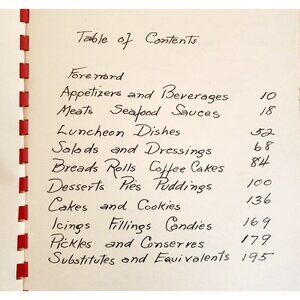 Table of Contents
Foreword
Appetizers and Beverages 10
Meats Seafood Sauces 18
Luncheon Dishes 52
Salads and Dressings 68
Breads Rolls Coffee Cakes 84
Desserts Pies Puddings 100
Cakes and Cookies 136
Icings Fillings Candies 169
Pickles and Conserves 179
Substitutes and Equivalents 195